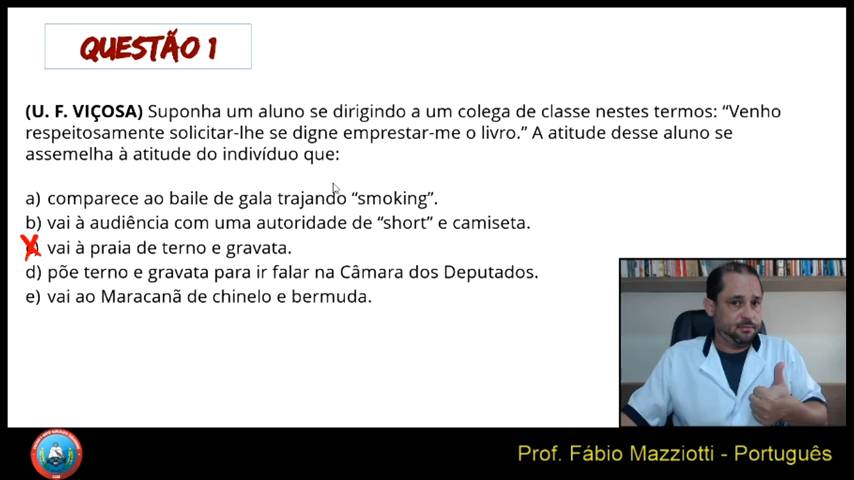 QUESTÃO 1
(U. F. VIÇOSA) Suponha um aluno se dirigindo a um colega de classe nestes termos: “Venho
respeitosamente solicitar-lhe se digne emprestar-me o livro.” A atitude desse aluno se
assemelha à atitude do indivíduo que:
a) comparece ao baile de gala trajando “smoking”.
b) vai à audiência com uma autoridade de “short” e camiseta.
vai à praia de terno e gravata.
d) põe terno e gravata para ir falar na Câmara dos Deputados.
e) vai ao Maracanã de chinelo e bermuda.
Prof. Fábio Mazziotti - Português